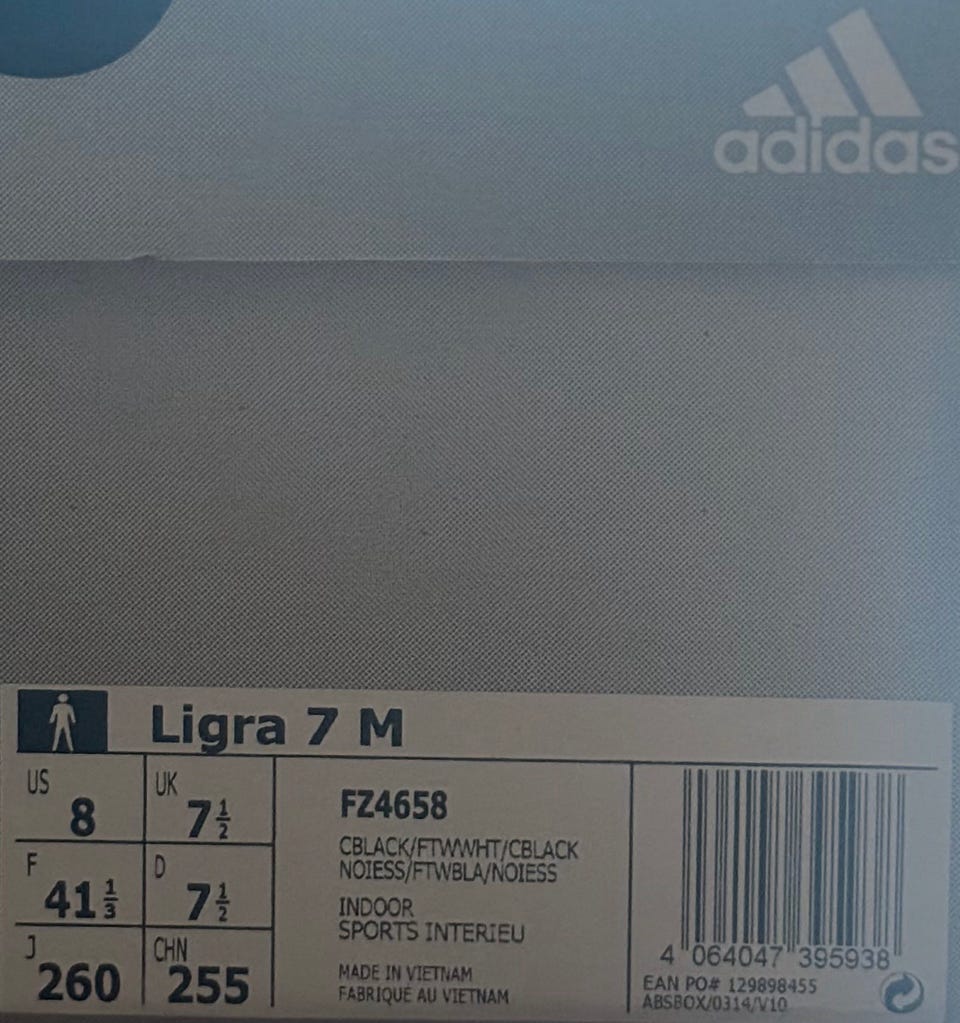 adidas
Ligra 7 M
US
8
UK
7 1/2
F
41 1/3
D
7 1/2
J
260
CHN
255
FZ4658
CBLACK/FTWWHT/CBLACK
NOIESS/FTWBLA/NOIESS
INDOOR
SPORTS INTERIEU
MADE IN VIETNAM
FABRIQUÉ AU VIETNAM
4 064047 395938
EAN PO# 129898455
ABSBOX/0314/V10